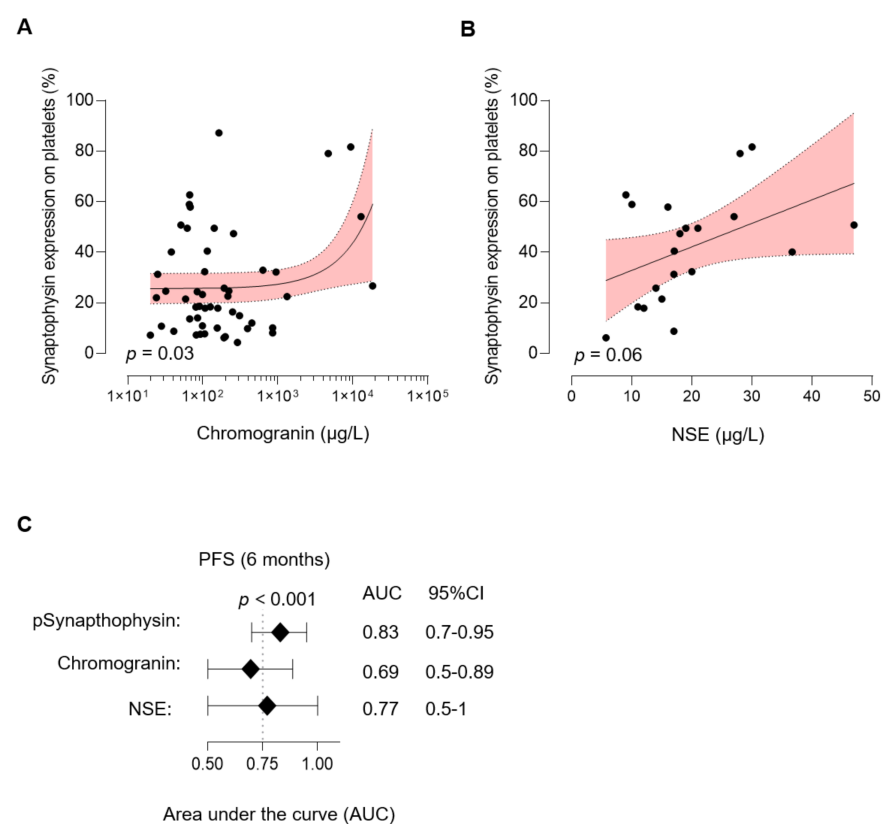 A
Synaptophysin expression on platelets (%)
100
80
60
40
20
0
p = 0.03
1×10¹ 1×10² 1×10³ 1×10⁴ 1×10⁵
Chromogranin (µg/L)
B
Synaptophysin expression on platelets (%)
100
80
60
40
20
0
p = 0.06
0 10 20 30 40 50
NSE (µg/L)
C
PFS (6 months)
p < 0.001 AUC 95%CI
pSynapthophysin: 0.83 0.7-0.95
Chromogranin: 0.69 0.5-0.89
NSE: 0.77 0.5-1
0.50 0.75 1.00
Area under the curve (AUC)